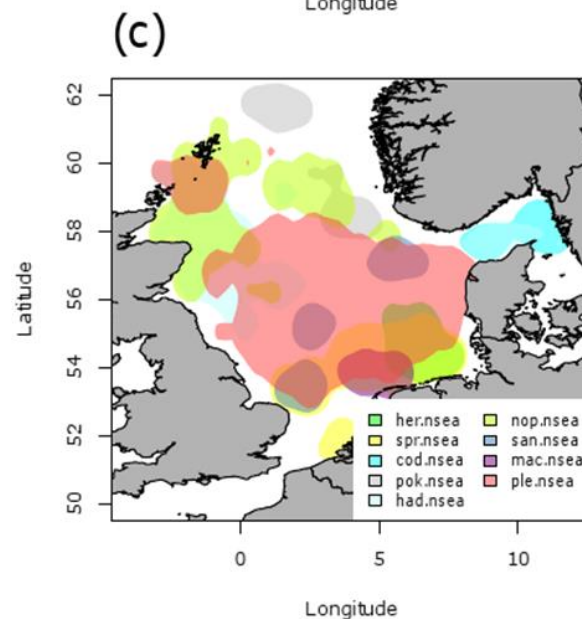 Longitude
(c)
62
60
58
56
54
52
50
Latitude
her.nsea nop.nsea
spr.nsea san.nsea
cod.nsea mac.nsea
pok.nsea ple.nsea
had.nsea
0 5 10
Longitude